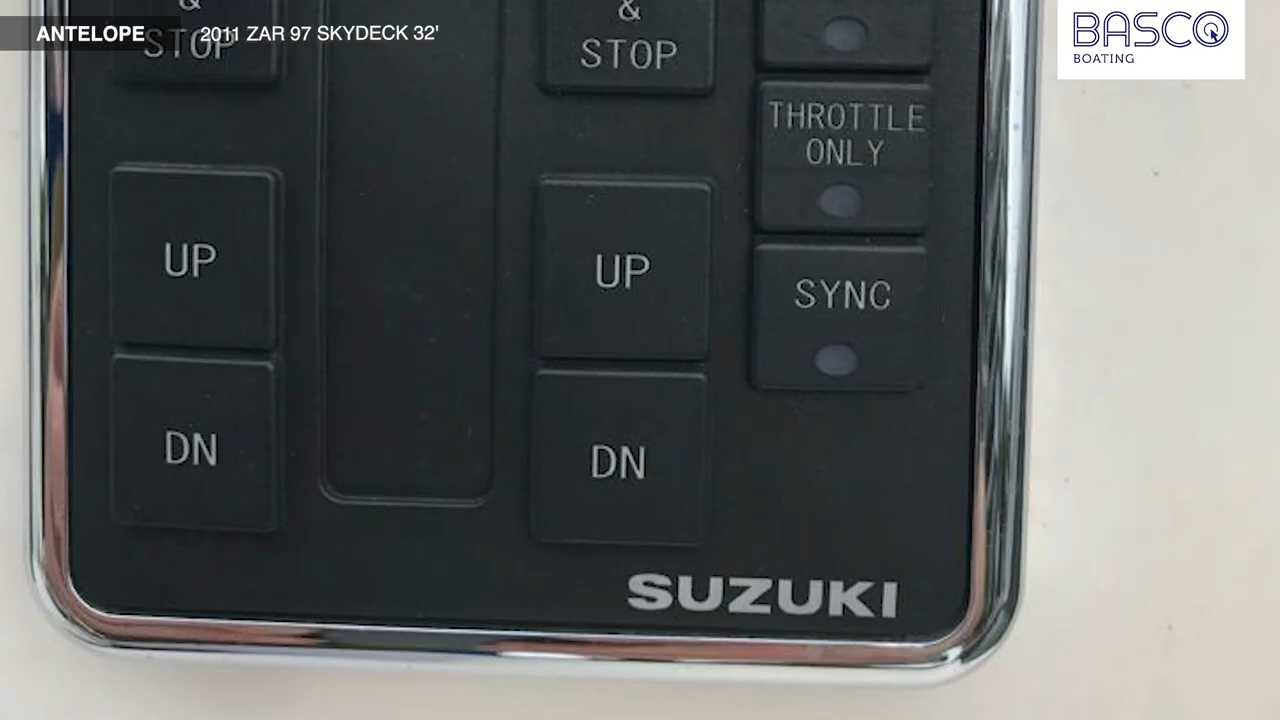 ANTELOPE 2011 ZAR 97 SKYDECK 32'
BASCO
BOATING
&
STOP
&
STOP
THROTTLE
ONLY
UP
UP
SYNC
DN
DN
SUZUKI